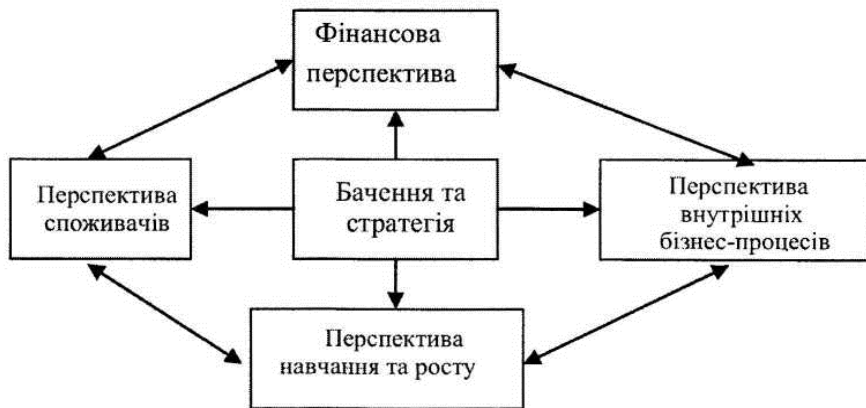 Фінансова
перспектива
Перспектива
споживачів
Бачення та
стратегія
Перспектива
внутрішніх
бізнес-процесів
Перспектива
навчання та росту